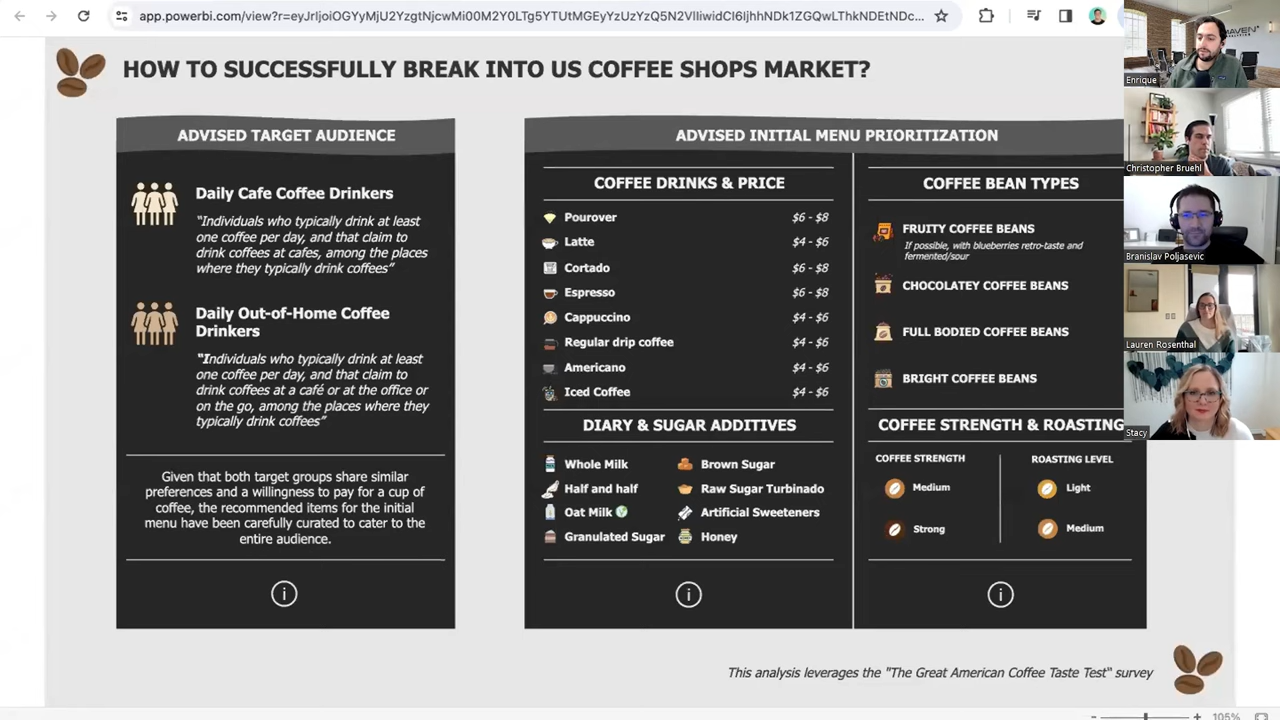 app.powerbi.com/view?r=eyJrIjoiOGYyMjU2YzgtNjcwMi00M2Y0LTg5YTUtMGEyYzUzYzQ5N2VlIiwidCI6IjhhNDk1ZGQwLThkNDEtNDc...
HOW TO SUCCESSFULLY BREAK INTO US COFFEE SHOPS MARKET?
ADVISED TARGET AUDIENCE
Daily Cafe Coffee Drinkers
“Individuals who typically drink at least
one coffee per day, and that claim to
drink coffees at cafes, among the places
where they typically drink coffees”
Daily Out-of-Home Coffee
Drinkers
“Individuals who typically drink at least
one coffee per day, and that claim to
drink coffees at a café or at the office or
on the go, among the places where they
typically drink coffees”
Given that both target groups share similar
preferences and a willingness to pay for a cup of
coffee, the recommended items for the initial
menu have been carefully curated to cater to the
entire audience.
i
ADVISED INITIAL MENU PRIORITIZATION
COFFEE DRINKS & PRICE
Pourover $6 - $8
Latte $4 - $6
Cortado $6 - $8
Espresso $6 - $8
Cappuccino $4 - $6
Regular drip coffee $4 - $6
Americano $4 - $6
Iced Coffee $4 - $6
DIARY & SUGAR ADDITIVES
Whole Milk Brown Sugar
Half and half Raw Sugar Turbinado
Oat Milk Artificial Sweeteners
Granulated Sugar Honey
i
COFFEE BEAN TYPES
FRUITY COFFEE BEANS
If possible, with blueberries retro-taste and
fermented/sour
CHOCOLATEY COFFEE BEANS
FULL BODIED COFFEE BEANS
BRIGHT COFFEE BEANS
COFFEE STRENGTH & ROASTING
COFFEE STRENGTH ROASTING LEVEL
Medium Light
Strong Medium
i
This analysis leverages the "The Great American Coffee Taste Test" survey
- + 105%
MAVEN
Enrique
Christopher Bruehl
Branislav Poljasevic
Lauren Rosenthal
Stacy